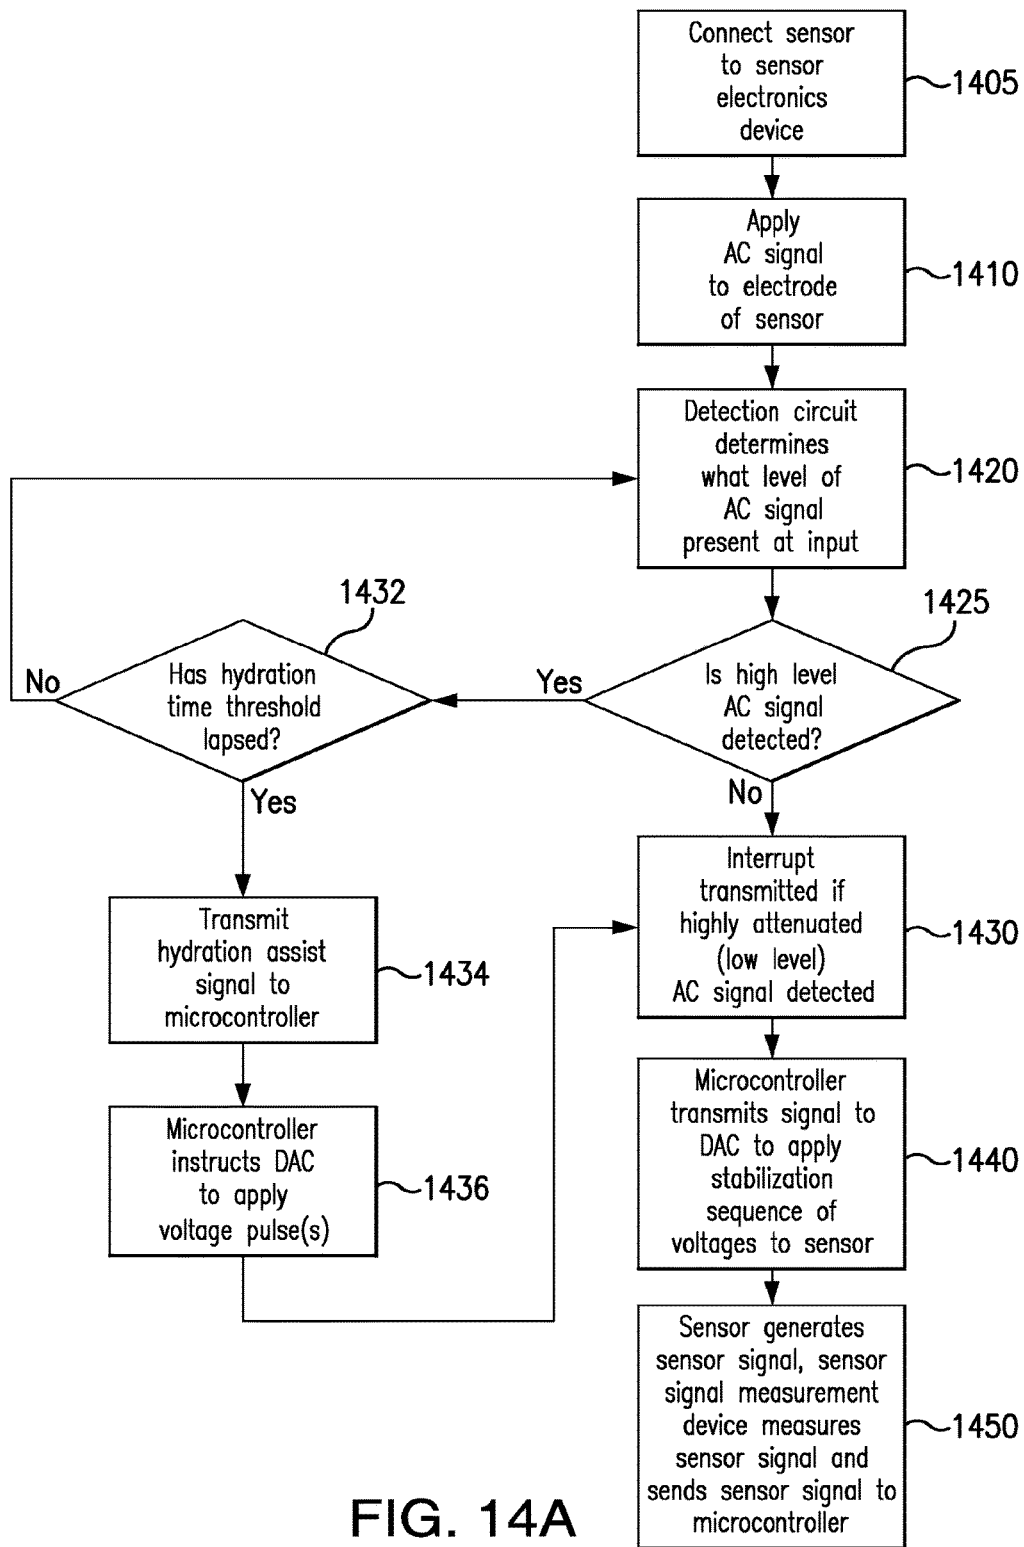 Connect sensor
to sensor
electronics
device
1405
Apply
AC signal
to electrode
of sensor
1410
Detection circuit
determines
what level of
AC signal
present at input
1420
1432
1425
No
Has hydration
time threshold
lapsed?
Yes
Is high level
AC signal
detected?
Yes
No
Interrupt
transmitted if
highly attenuated
(low level)
AC signal detected
1430
Transmit
hydration assist
signal to
microcontroller
1434
Microcontroller
transmits signal to
DAC to apply
stabilization
sequence of
voltages to sensor
1440
Microcontroller
instructs DAC
to apply
voltage pulse(s)
1436
Sensor generates
sensor signal, sensor
signal measurement
device measures
sensor signal and
sends sensor signal to
microcontroller
1450
FIG. 14A